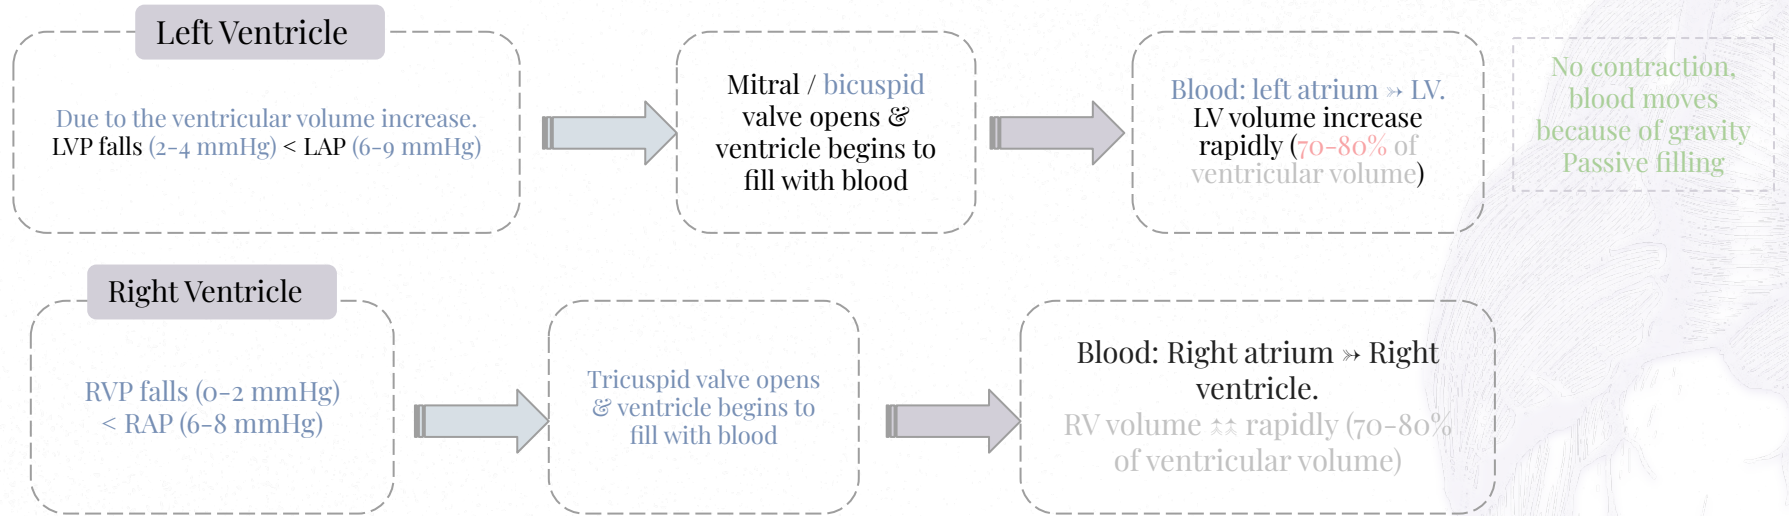 Left Ventricle
Due to the ventricular volume increase.
LVP falls (2-4 mmHg) < LAP (6-9 mmHg)
Mitral / bicuspid
valve opens &
ventricle begins to
fill with blood
Blood: left atrium ➳ LV.
LV volume increase
rapidly (70-80% of
ventricular volume)
No contraction,
blood moves
because of gravity
Passive filling
Right Ventricle
RVP falls (0-2 mmHg)
< RAP (6-8 mmHg)
Tricuspid valve opens
& ventricle begins to
fill with blood
Blood: Right atrium ➳ Right
ventricle.
RV volume ↑↑ rapidly (70-80%
of ventricular volume)